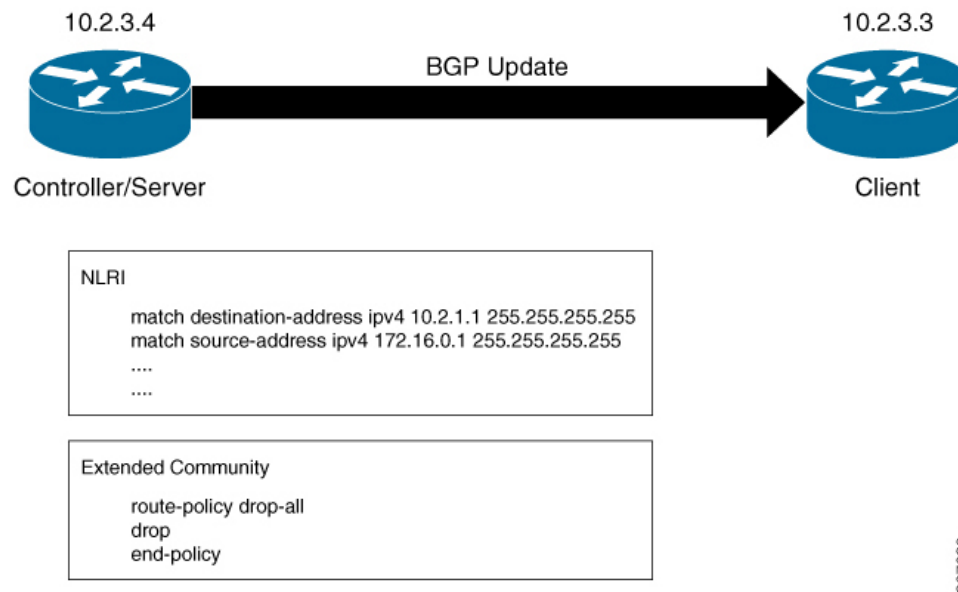 10.2.3.4
10.2.3.3
BGP Update
Controller/Server
Client
NLRI
match destination-address ipv4 10.2.1.1 255.255.255.255
match source-address ipv4 172.16.0.1 255.255.255.255
....
....
Extended Community
route-policy drop-all
drop
end-policy